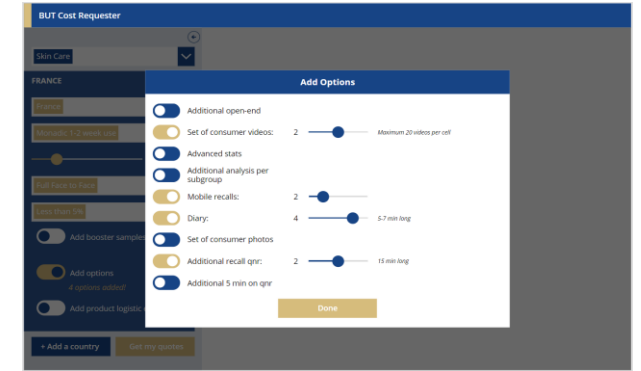 BUT Cost Requester
Skin Care
FRANCE
France
Monadic 1-2 week use
Full Face to Face
Less than 5%
Add booster samples
Add options
4 options added!
Add product logistic
+ Add a country
Get my quotes
Add Options
Additional open-end
Set of consumer videos: 2 Maximum 20 videos per cell
Advanced stats
Additional analysis per
subgroup
Mobile recalls: 2
Diary: 4 5-7 min long
Set of consumer photos
Additional recall qnr: 2 15 min long
Additional 5 min on qnr
Done